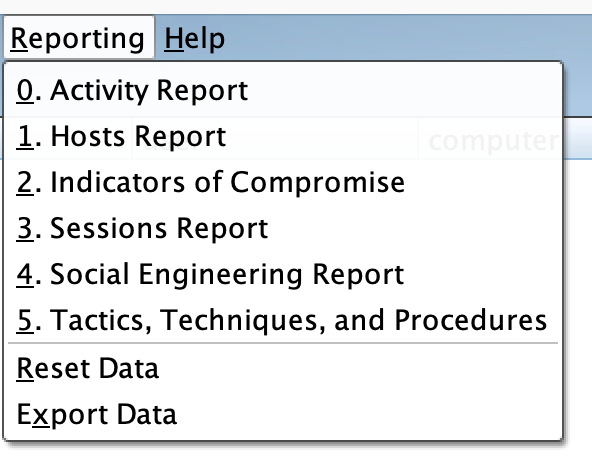 Reporting Help
0. Activity Report
1. Hosts Report
computer
2. Indicators of Compromise
3. Sessions Report
4. Social Engineering Report
5. Tactics, Techniques, and Procedures
Reset Data
Export Data